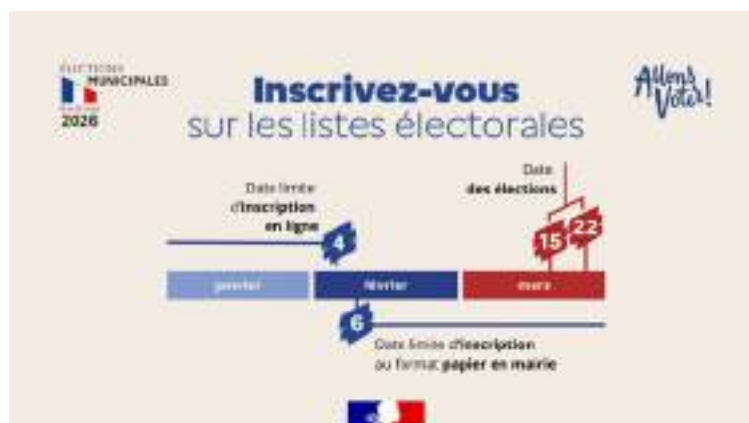 ÉLECTIONS
MUNICIPALES
2026
Inscrivez-vous
sur les listes électorales
Allons
Voter!
Date limite
d'inscription
en ligne
4
Date
des élections
15
22
janvier
février
mars
6
Date limite d'inscription
au format papier en mairie